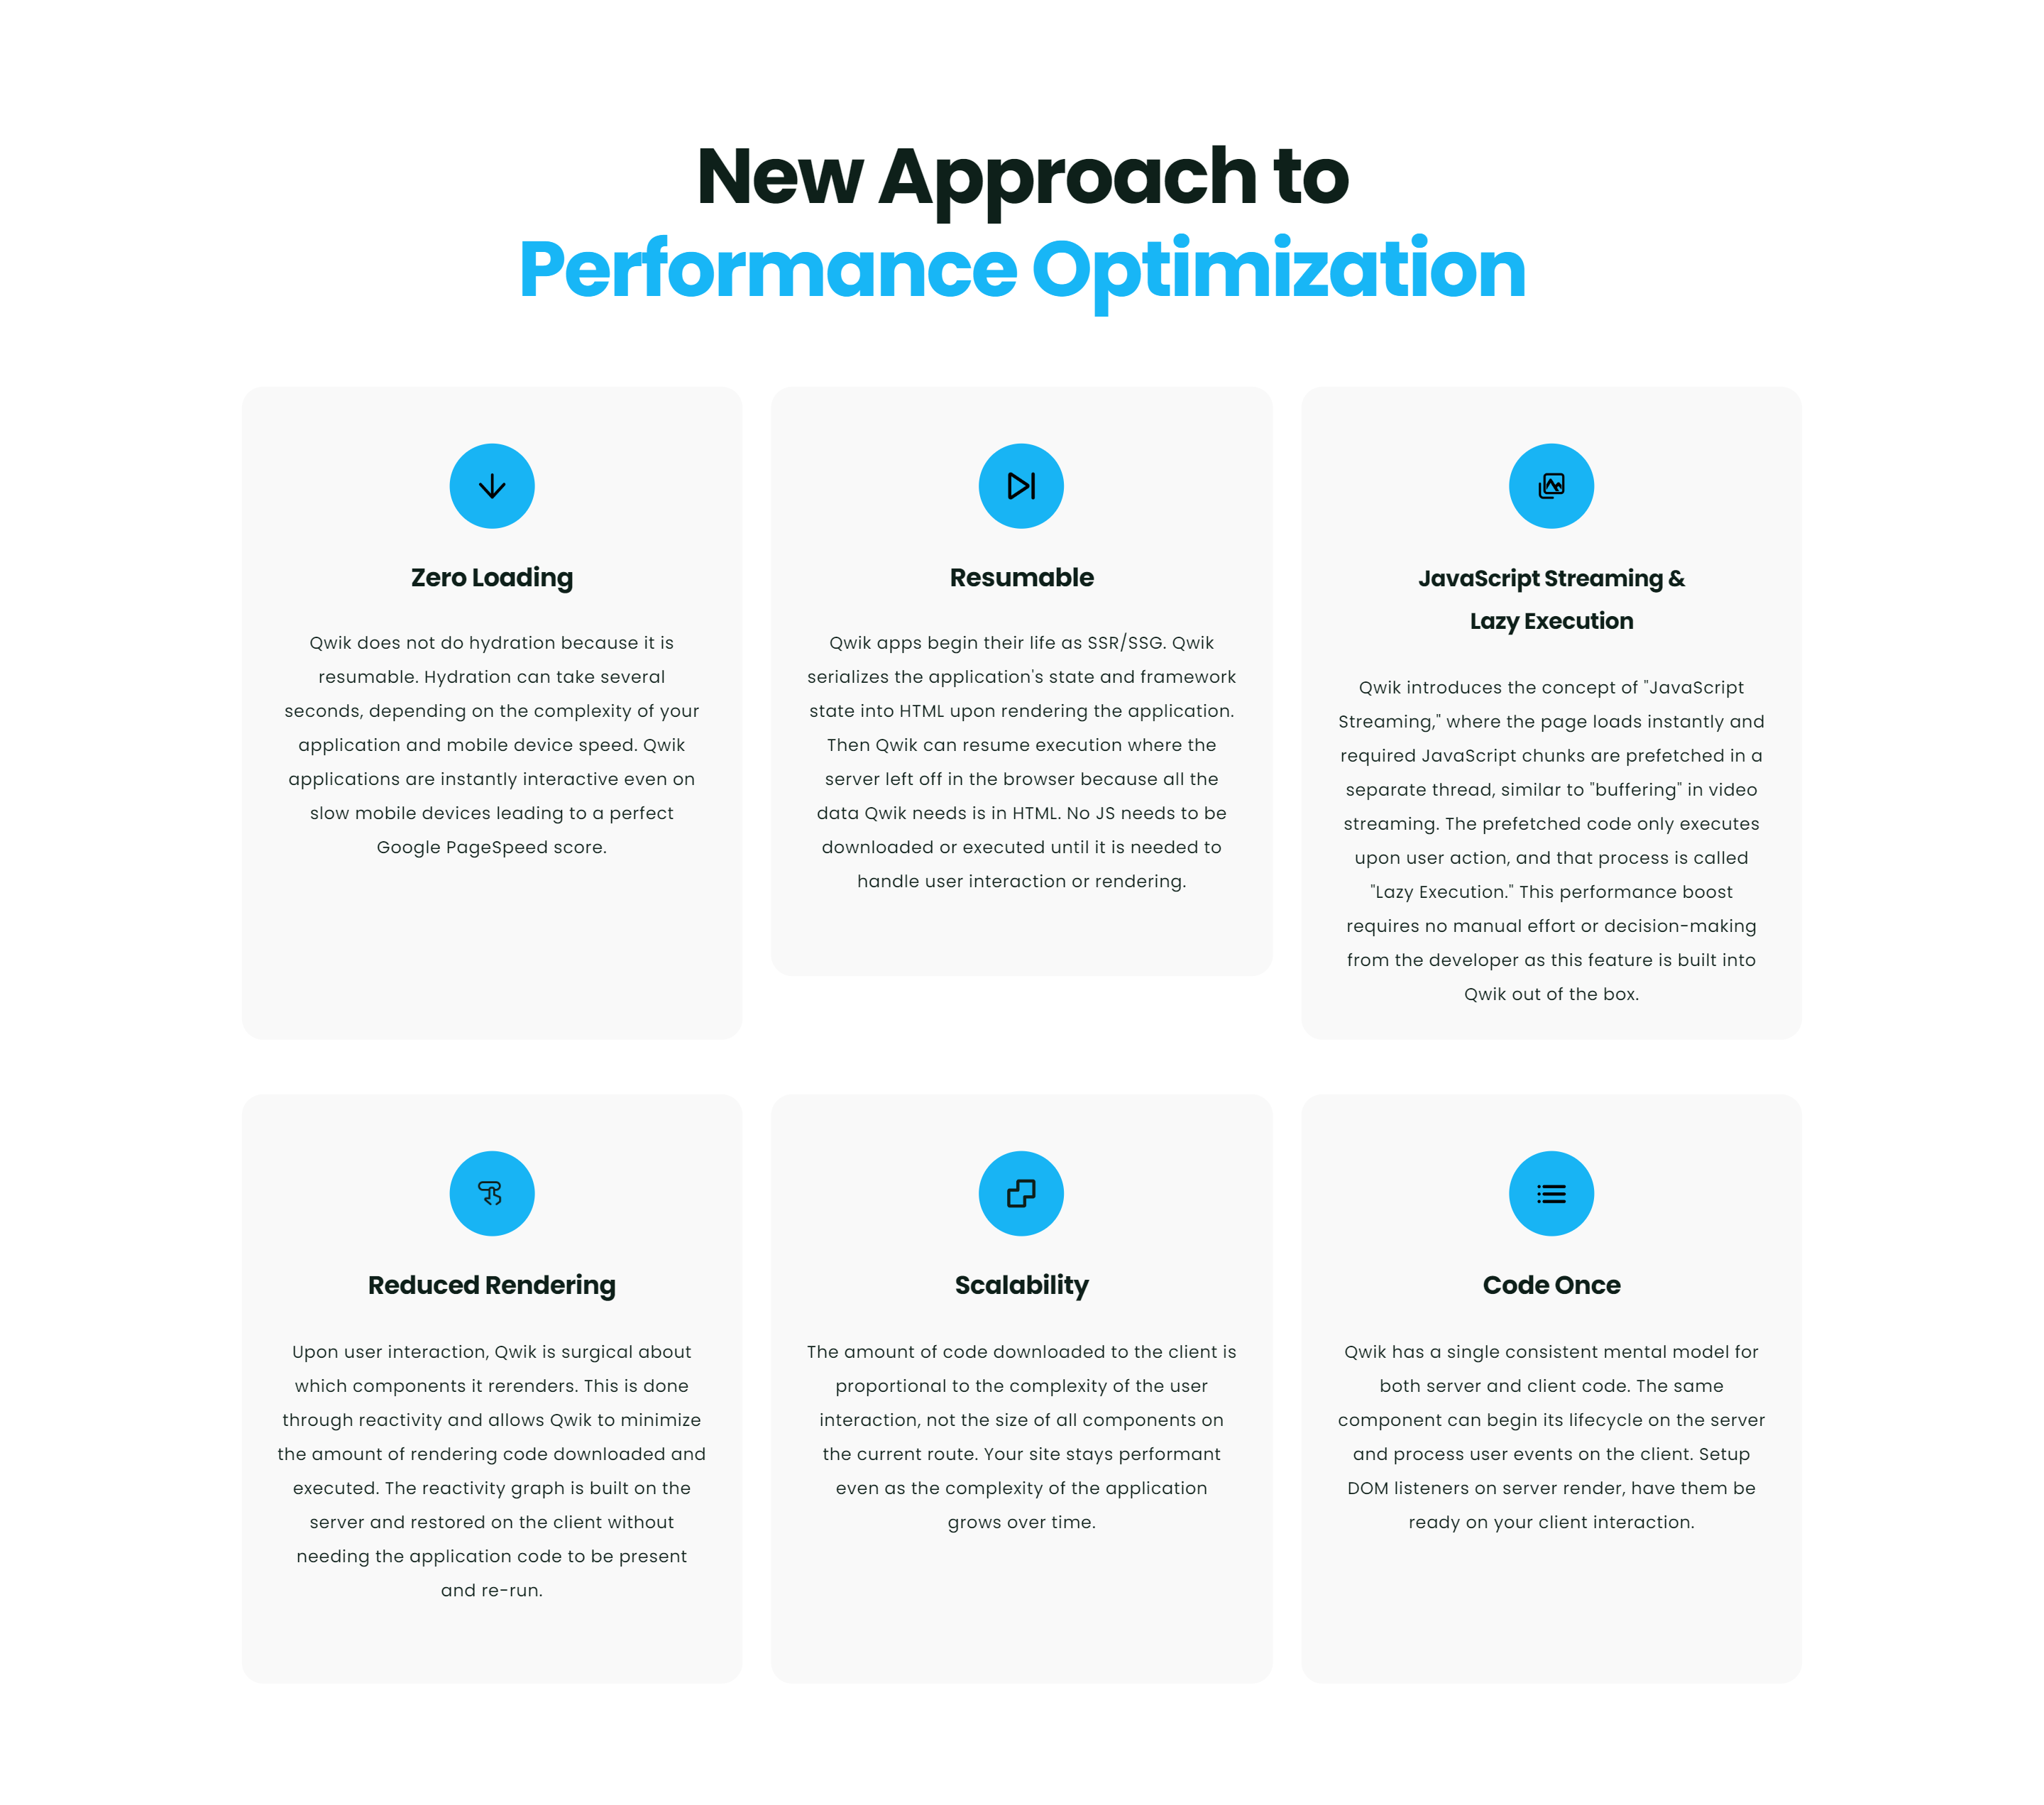 New Approach to
Performance Optimization
Zero Loading
Qwik does not do hydration because it is
resumable. Hydration can take several
seconds, depending on the complexity of your
application and mobile device speed. Qwik
applications are instantly interactive even on
slow mobile devices leading to a perfect
Google PageSpeed score.
Resumable
Qwik apps begin their life as SSR/SSG. Qwik
serializes the application's state and framework
state into HTML upon rendering the application.
Then Qwik can resume execution where the
server left off in the browser because all the
data Qwik needs is in HTML. No JS needs to be
downloaded or executed until it is needed to
handle user interaction or rendering.
JavaScript Streaming &
Lazy Execution
Qwik introduces the concept of "JavaScript
Streaming," where the page loads instantly and
required JavaScript chunks are prefetched in a
separate thread, similar to "buffering" in video
streaming. The prefetched code only executes
upon user action, and that process is called
"Lazy Execution." This performance boost
requires no manual effort or decision-making
from the developer as this feature is built into
Qwik out of the box.
Reduced Rendering
Upon user interaction, Qwik is surgical about
which components it rerenders. This is done
through reactivity and allows Qwik to minimize
the amount of rendering code downloaded and
executed. The reactivity graph is built on the
server and restored on the client without
needing the application code to be present
and re-run.
Scalability
The amount of code downloaded to the client is
proportional to the complexity of the user
interaction, not the size of all components on
the current route. Your site stays performant
even as the complexity of the application
grows over time.
Code Once
Qwik has a single consistent mental model for
both server and client code. The same
component can begin its lifecycle on the server
and process user events on the client. Setup
DOM listeners on server render, have them be
ready on your client interaction.